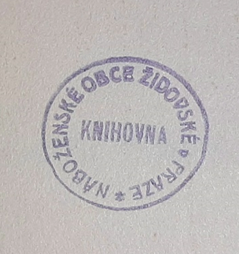 NÁBOŽENSKÉ OBCE ŽIDOVSKÉ V PRAZE *
KNIHOVNA